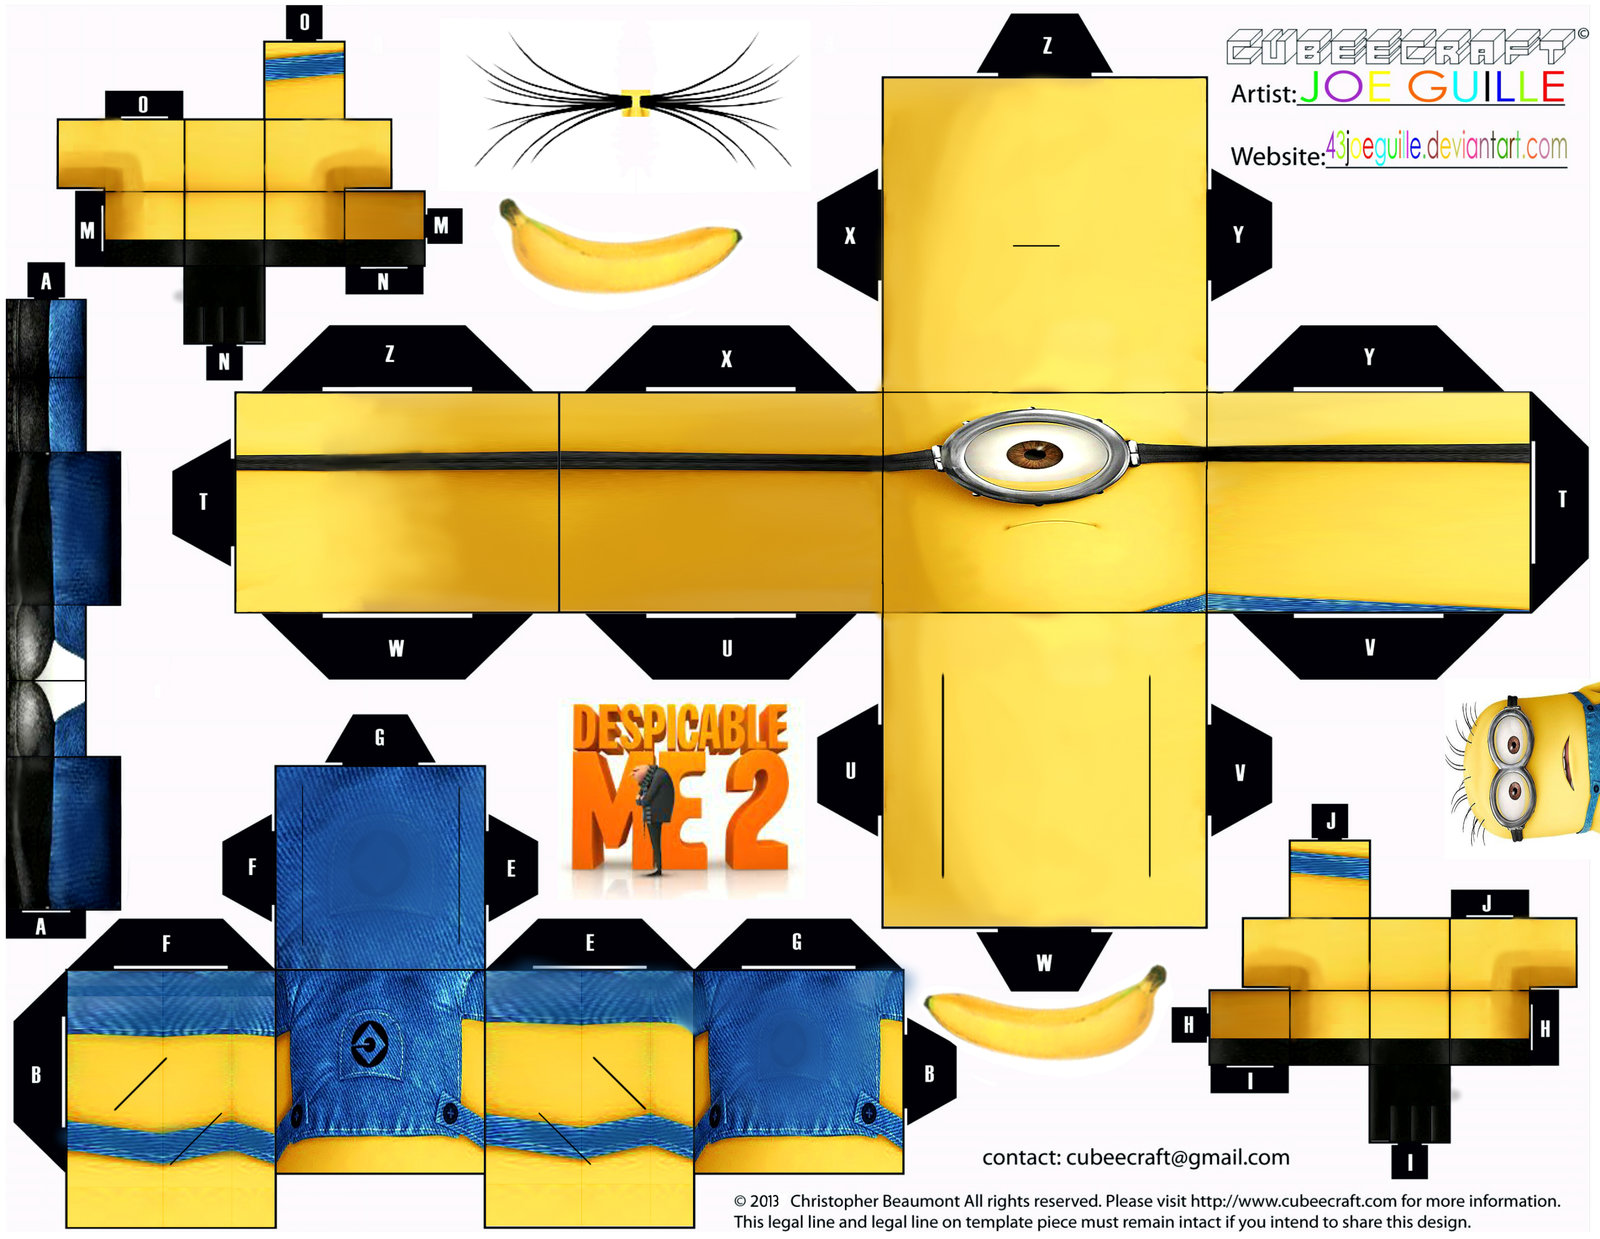 O
Z
CUBEECRAFT ©
Artist: JOE GUILLE
Website: 43joeguille.deviantart.com
O
M
M
N
N
A
X
Y
Z
X
Y
T
T
W
U
V
G
DESPICABLE
ME 2
U
V
F
E
J
J
A
F
E
G
W
H
H
B
B
I
I
contact: cubeecraft@gmail.com
© 2013 Christopher Beaumont All rights reserved. Please visit http://www.cubeecraft.com for more information.
This legal line and legal line on template piece must remain intact if you intend to share this design.